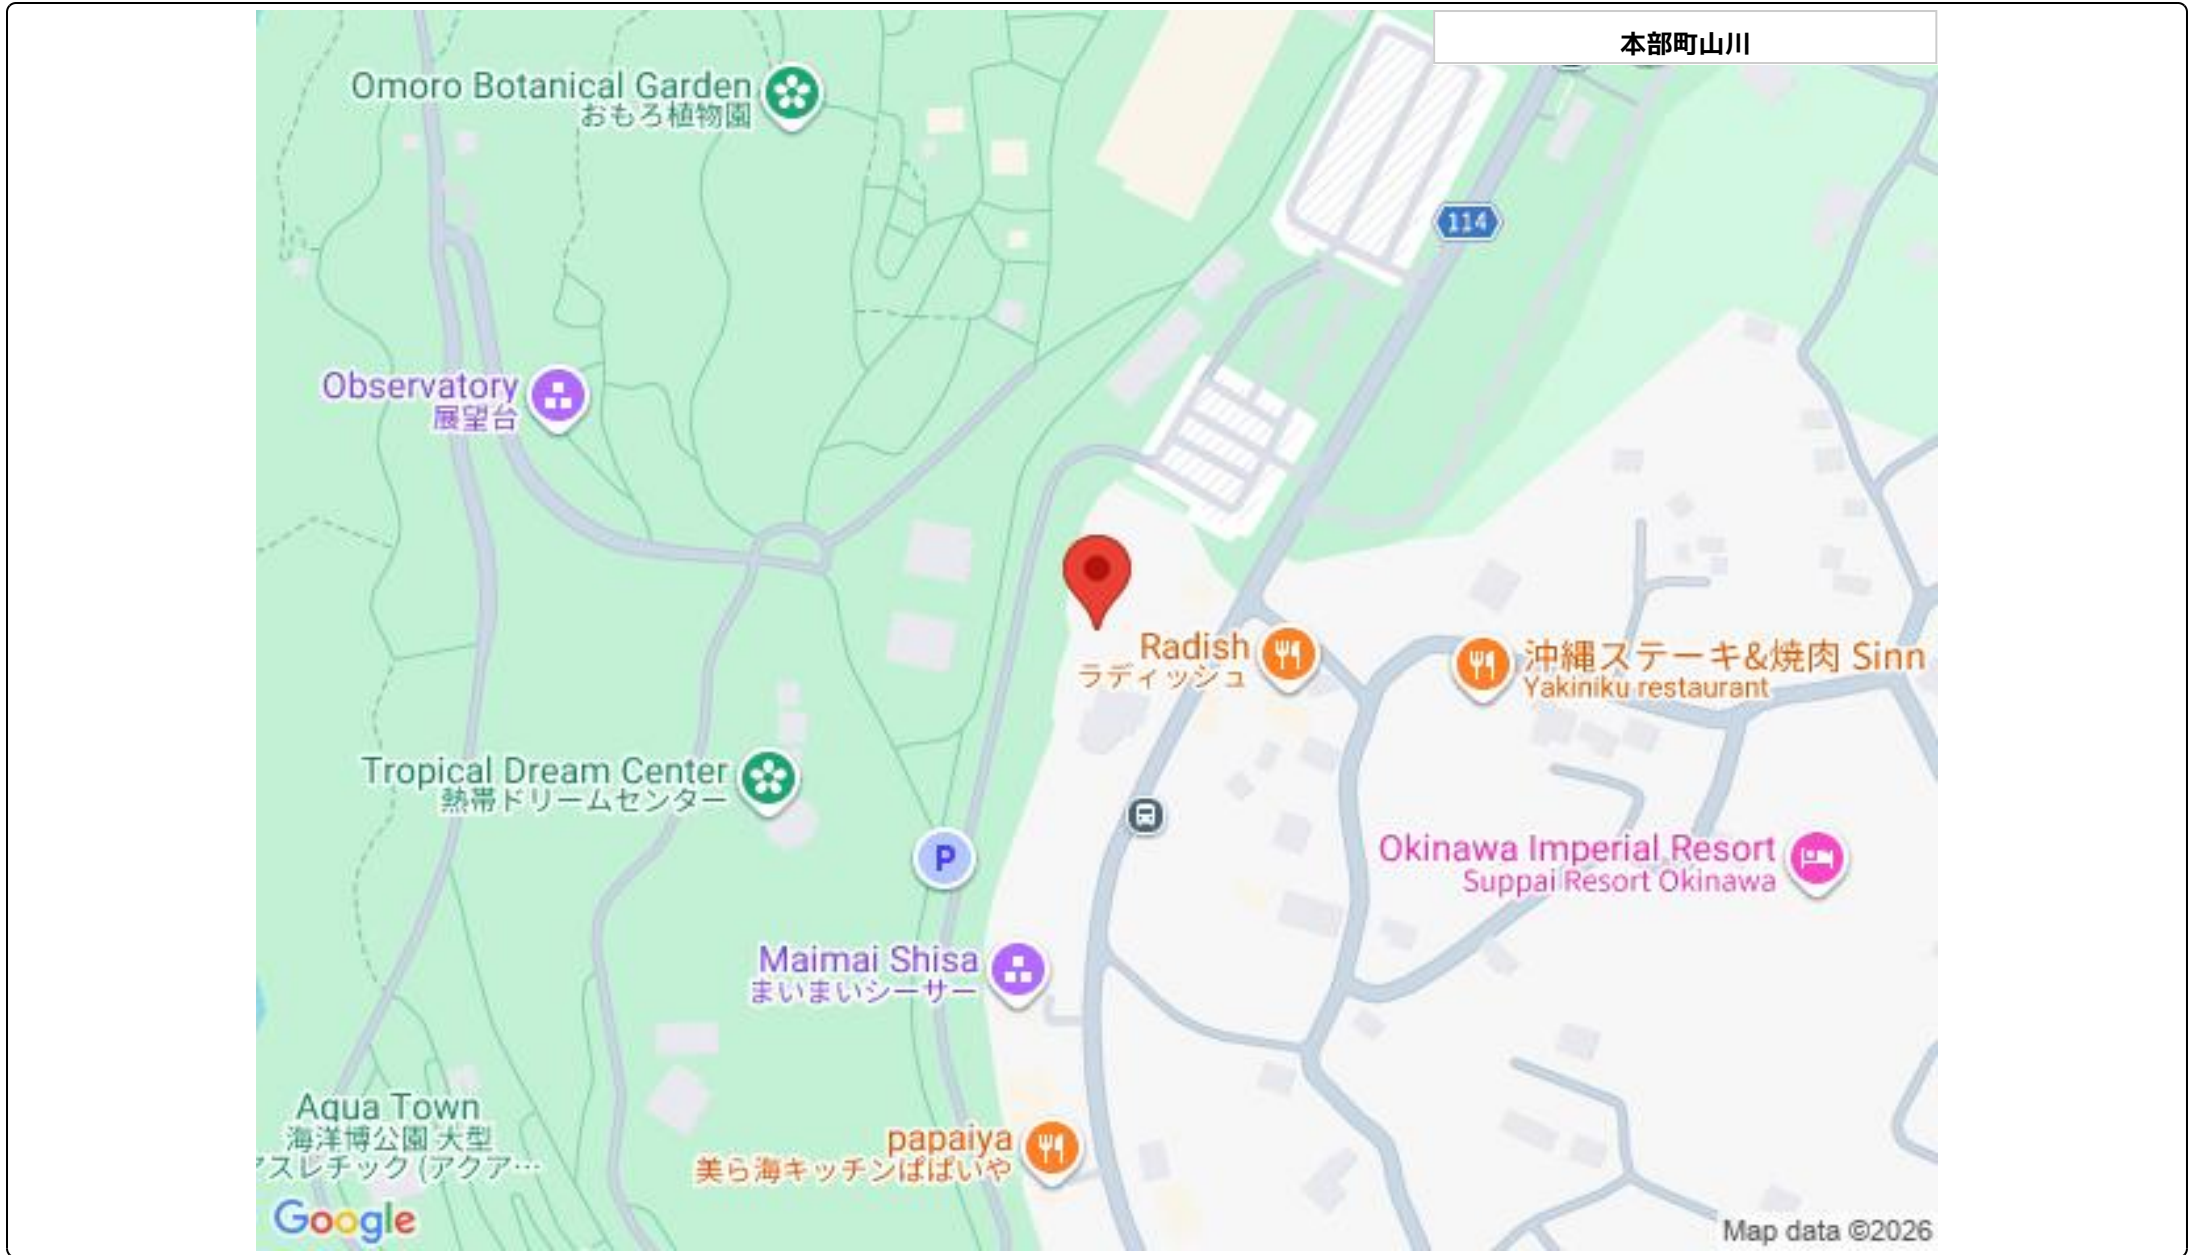 本部町山川
Omoro Botanical Garden
おもろ植物園
114
Observatory
展望台
Radish
ラディッシュ
沖縄ステーキ&焼肉 Sinn
Yakiniku restaurant
Tropical Dream Center
熱帯ドリームセンター
P
Okinawa Imperial Resort
Suppai Resort Okinawa
Maimai Shisa
まいまいシーサー
Aqua Town
海洋博公園 大型
アスレチック (アクア…
papaiya
美ら海キッチンぱぱいや
Google
Map data ©2026